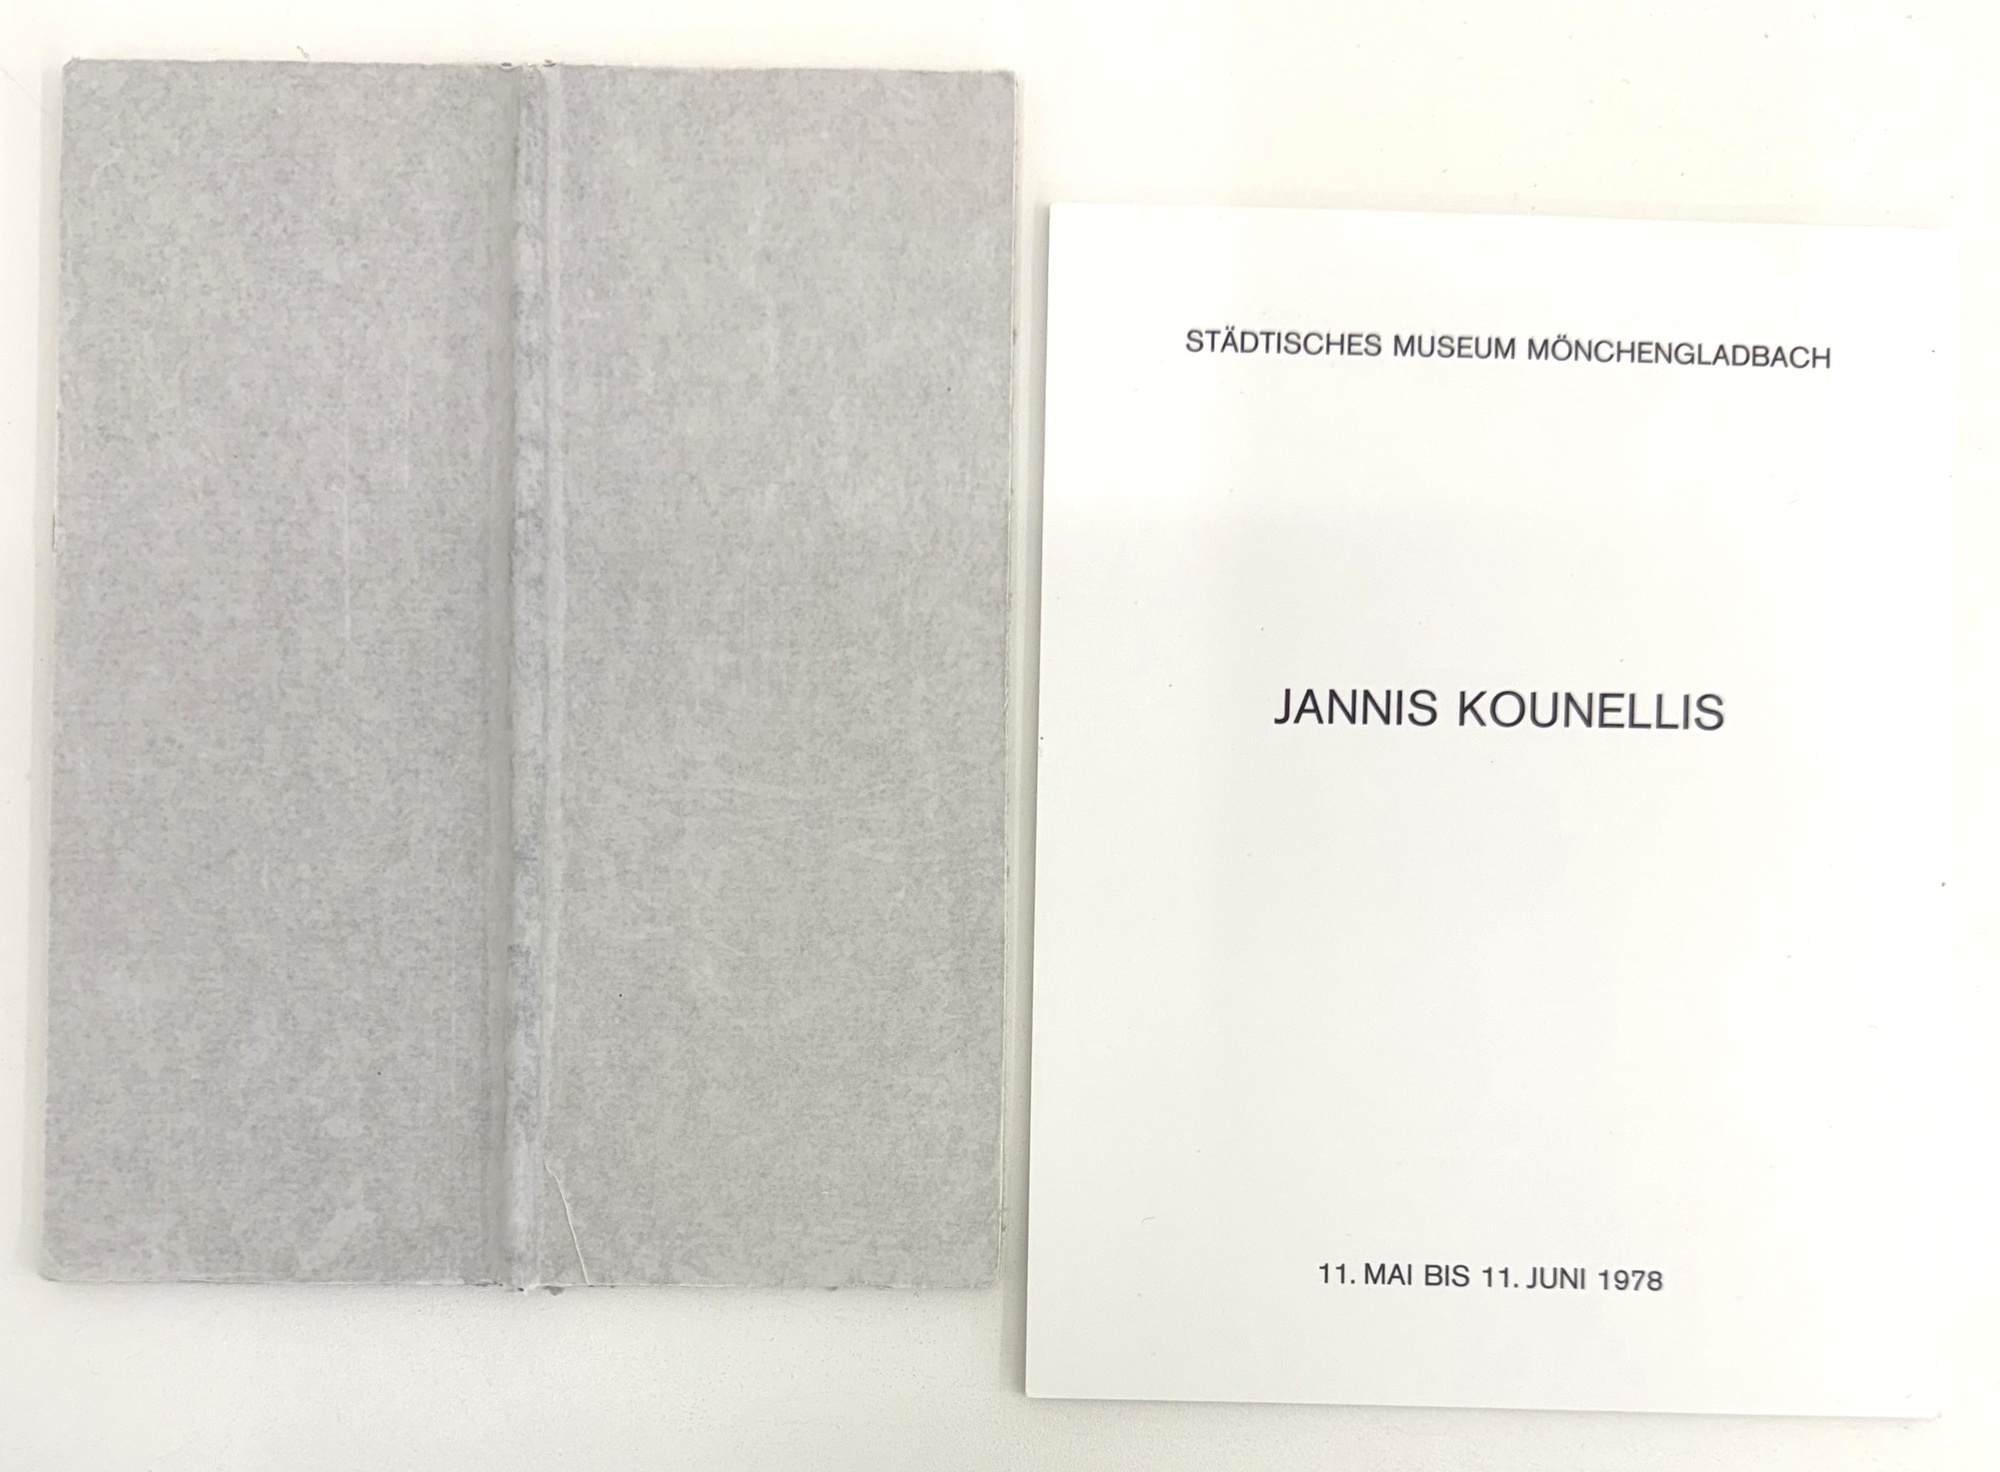 STÄDTISCHES MUSEUM MÖNCHENGLADBACH
JANNIS KOUNELLIS
11. MAI BIS 11. JUNI 1978